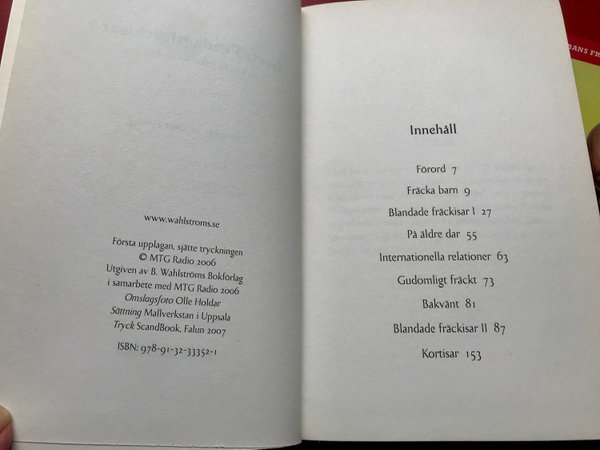 www.wahlstroms.se
Första upplagan, sjätte tryckningen
© MTG Radio 2006
Utgiven av B. Wahlströms Bokförlag
i samarbete med MTG Radio 2006
Omslagsfoto Olle Holdar
Sättning Mallverkstan i Uppsala
Tryck ScandBook, Falun 2007
ISBN: 978-91-32-33352-1
Innehåll
Förord 7
Fräcka barn 9
Blandade fräckisar I 27
På äldre dar 55
Internationella relationer 63
Gudomligt fräckt 73
Bakvänt 81
Blandade fräckisar II 87
Kortisar 153